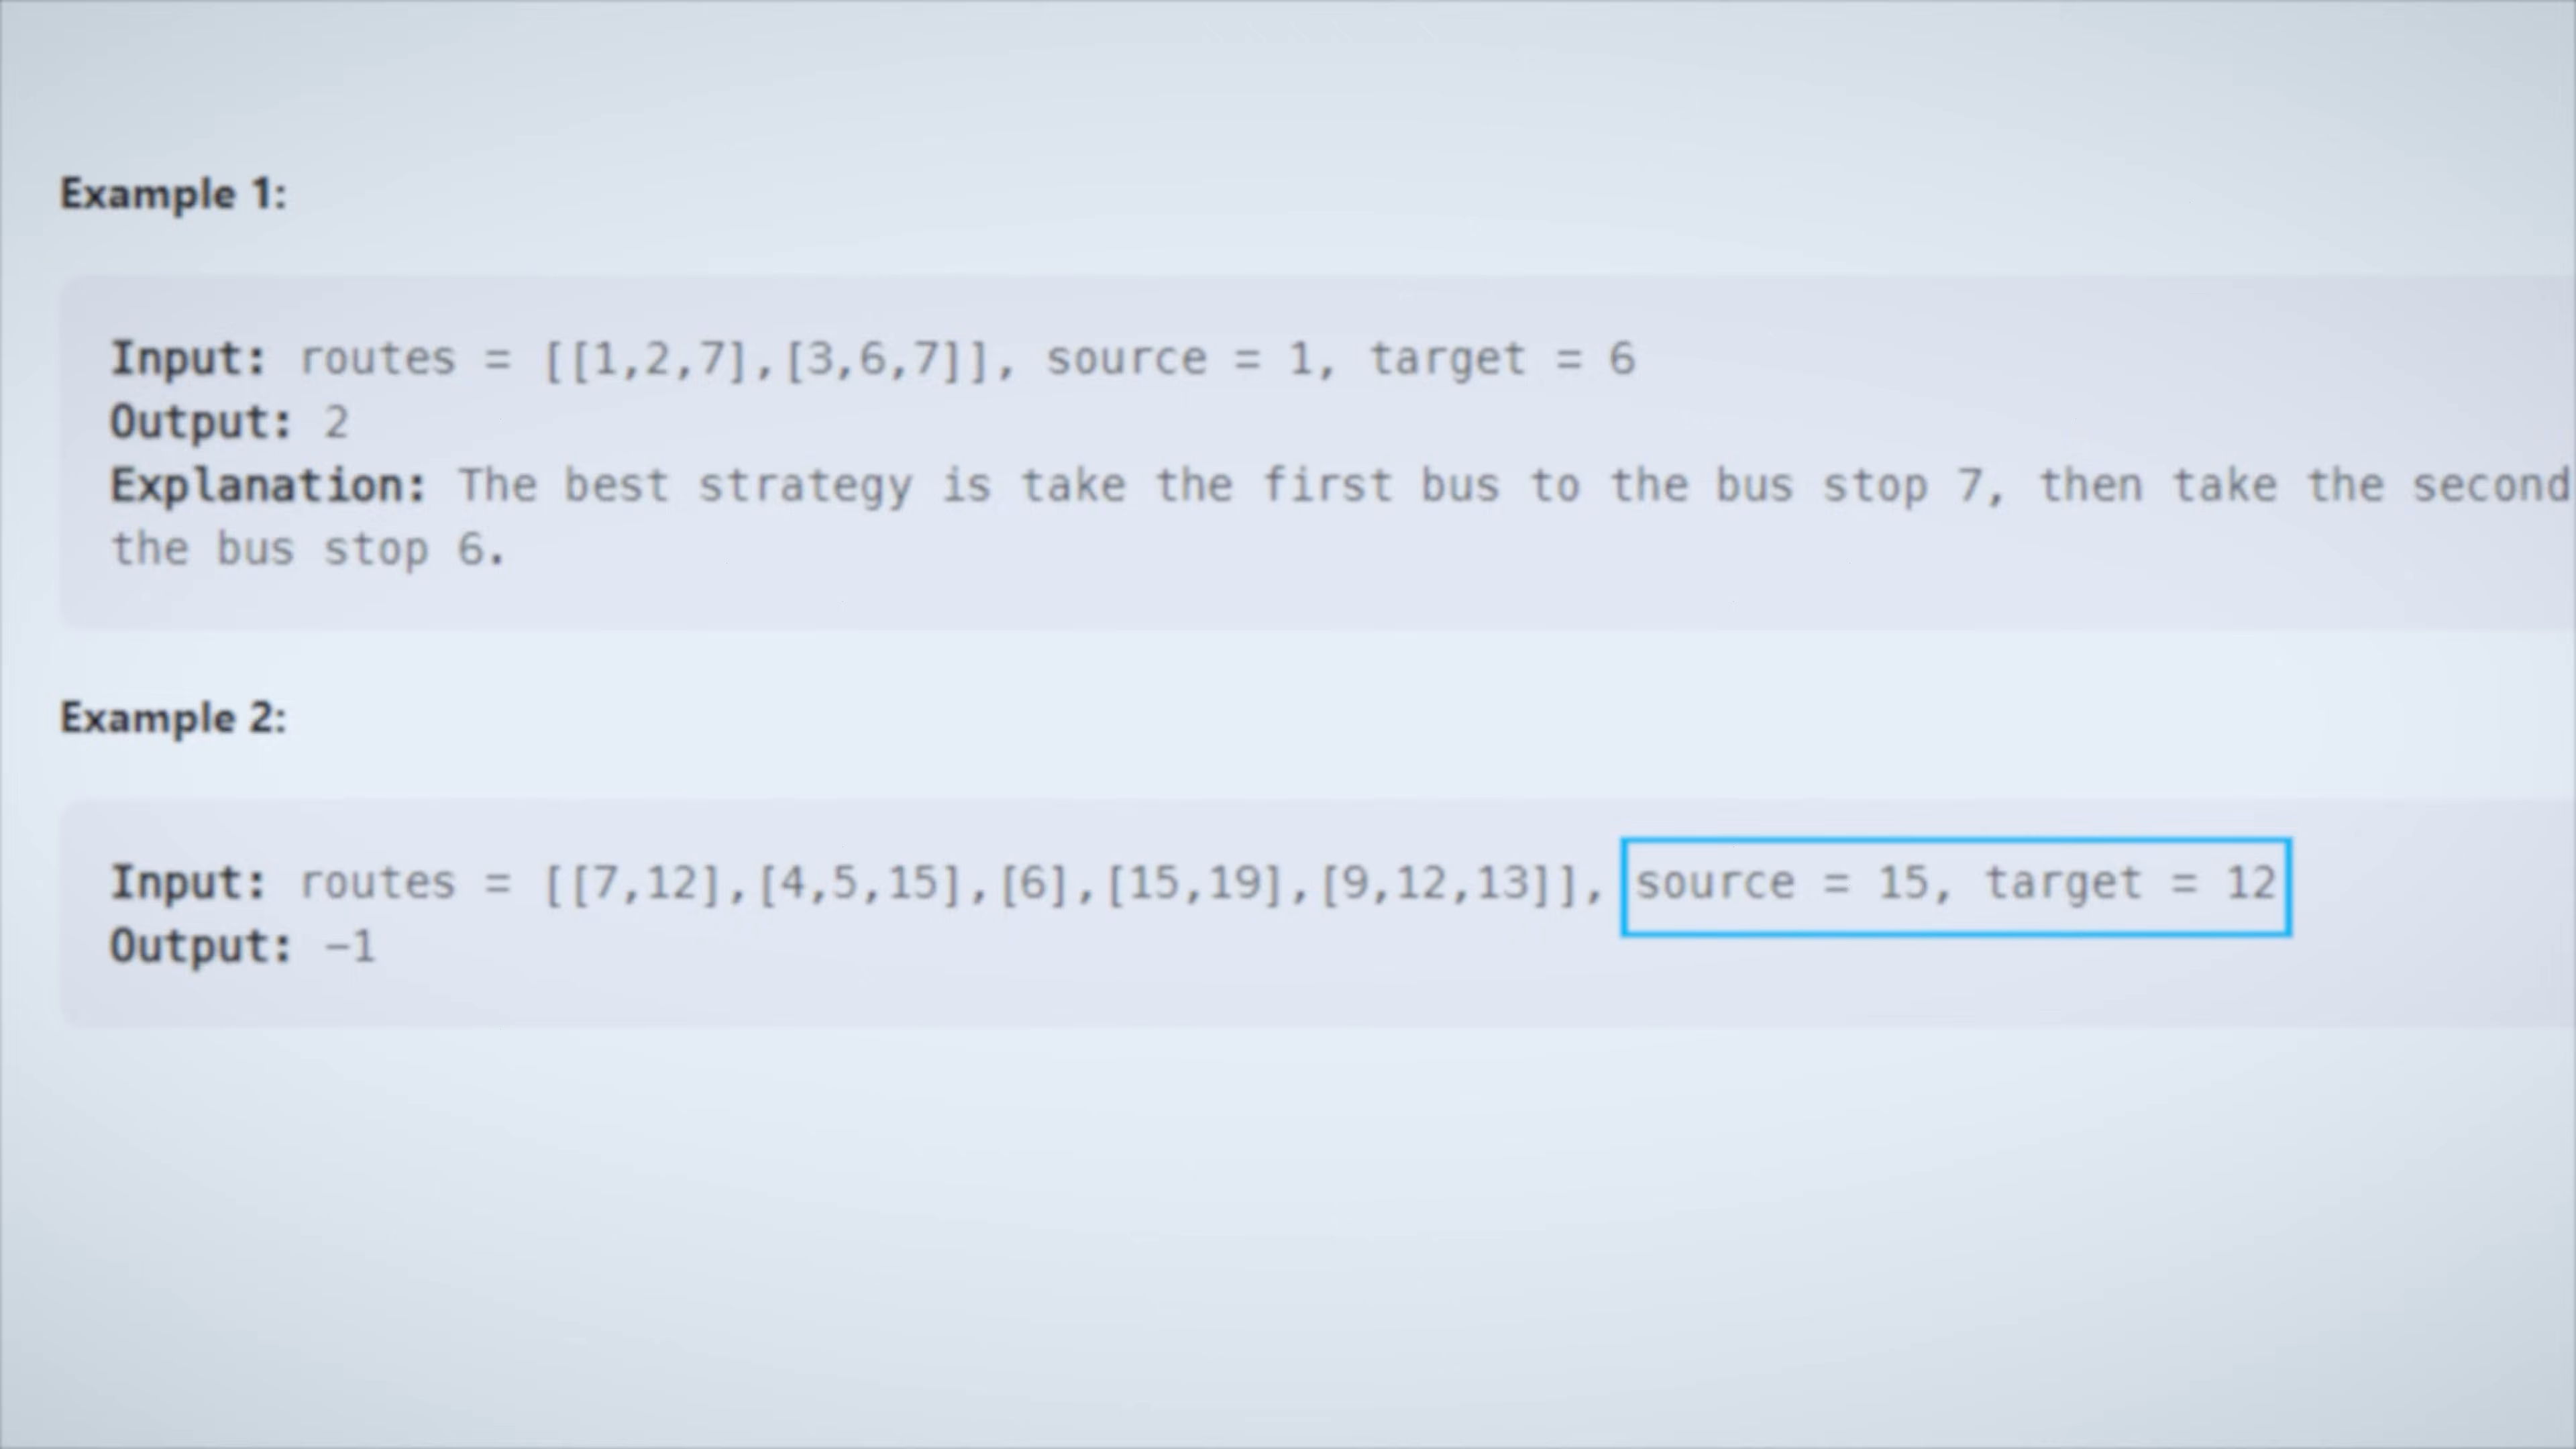 Example 1:
Input: routes = [[1,2,7],[3,6,7]], source = 1, target = 6
Output: 2
Explanation: The best strategy is take the first bus to the bus stop 7, then take the second
the bus stop 6.
Example 2:
Input: routes = [[7,12],[4,5,15],[6],[15,19],[9,12,13]], source = 15, target = 12
Output: -1